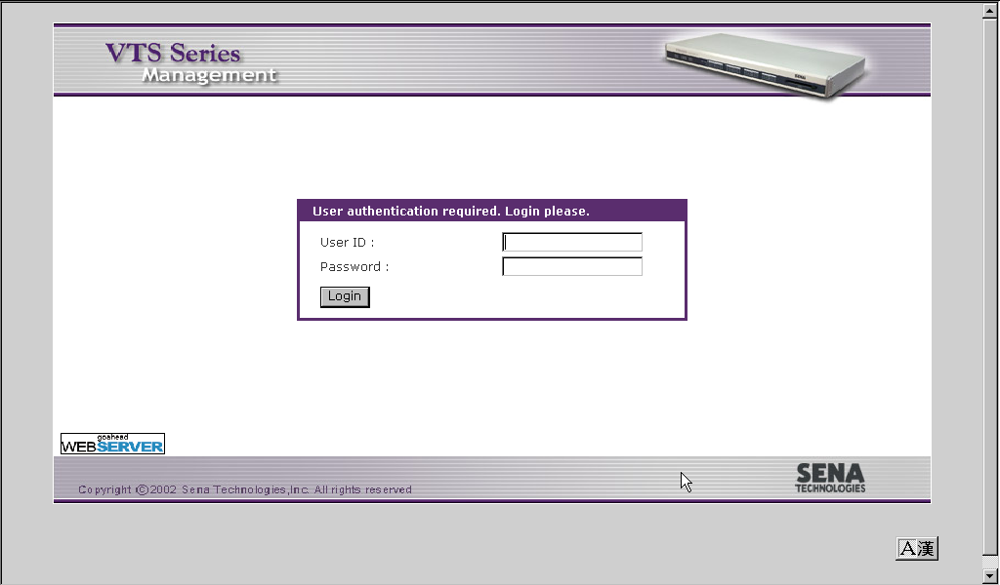 VTS Series
Management
SENA
User authentication required. Login please.
User ID :
Password :
Login
goahead
WEBSERVER
Copyright ©2002 Sena Technologies,Inc. All rights reserved
SENA
TECHNOLOGIES
A漢